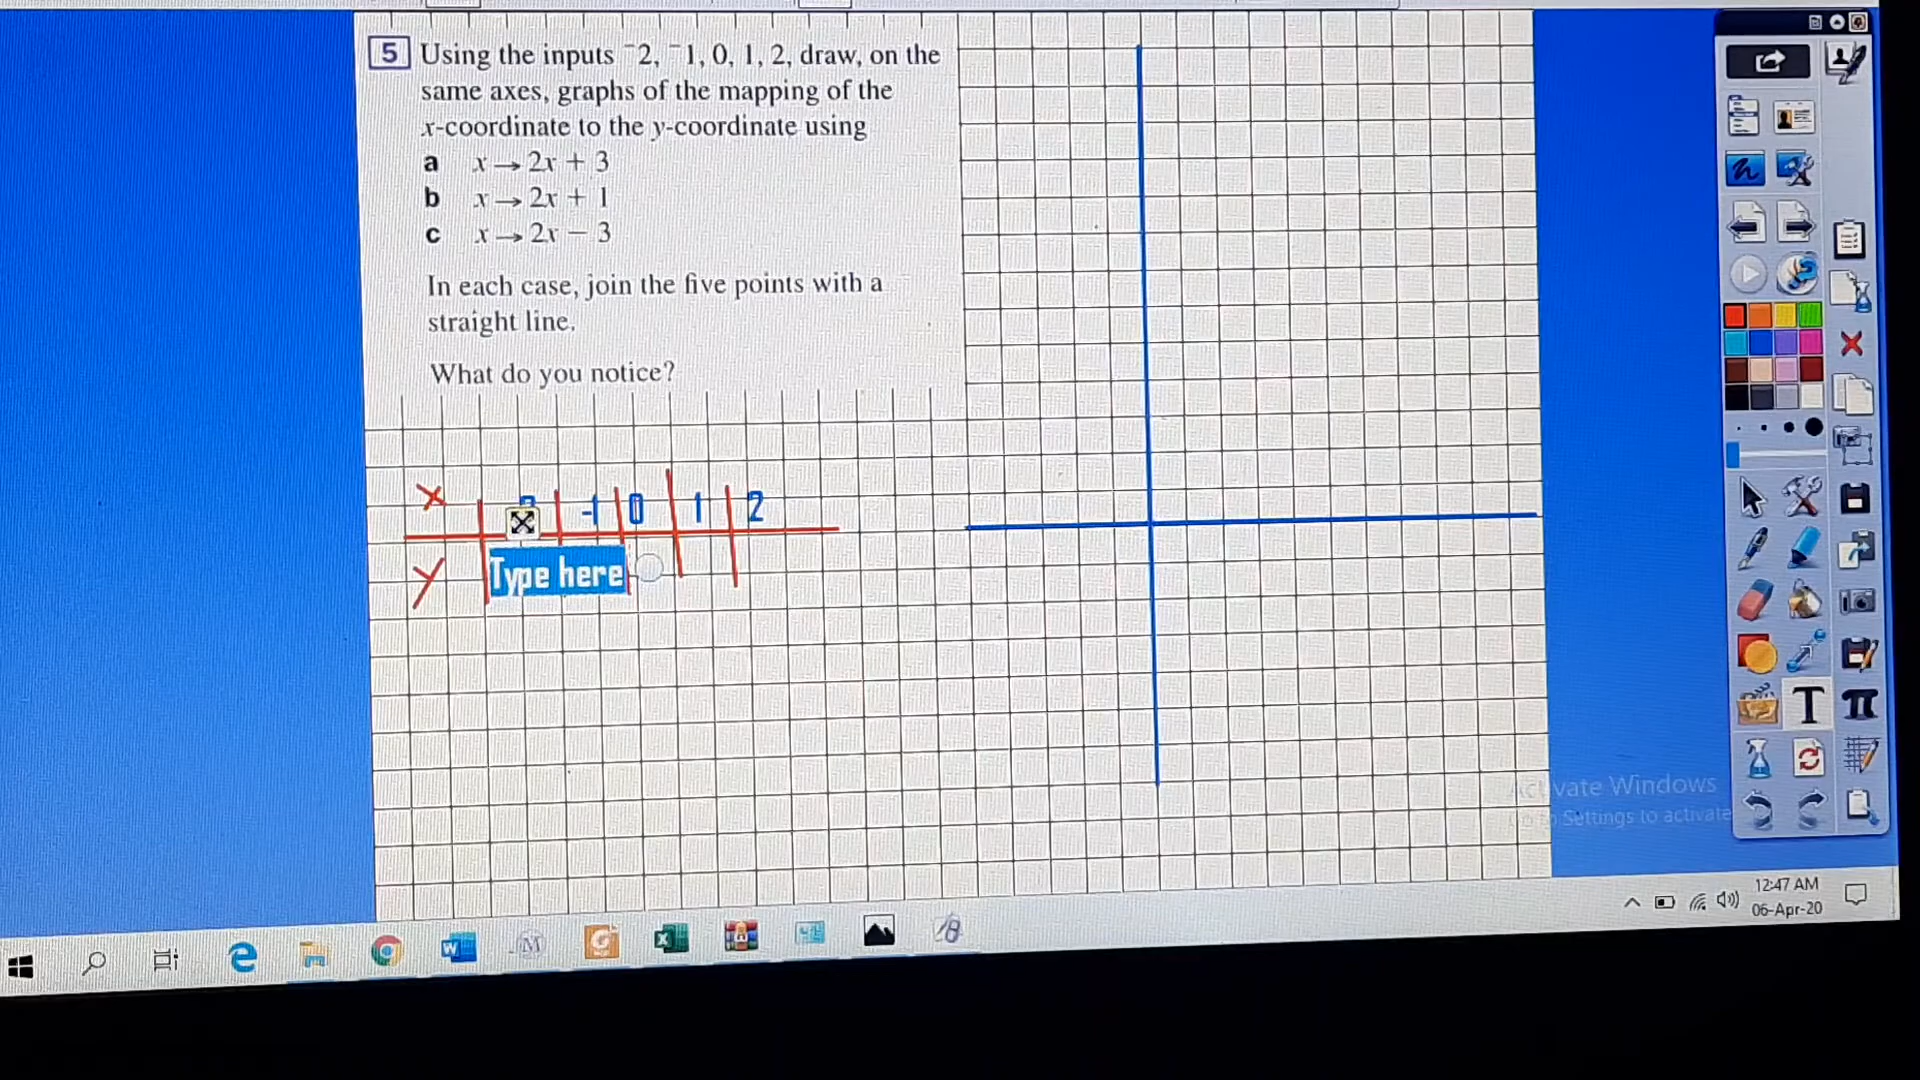 5 Using the inputs ⁻2, ⁻1, 0, 1, 2, draw, on the
same axes, graphs of the mapping of the
x-coordinate to the y-coordinate using
a x → 2x + 3
b x → 2x + 1
c x → 2x − 3
In each case, join the five points with a
straight line.
What do you notice?
x -1 0 1 2
y Type here
Activate Windows
Go to Settings to activate
12:47 AM
06-Apr-20